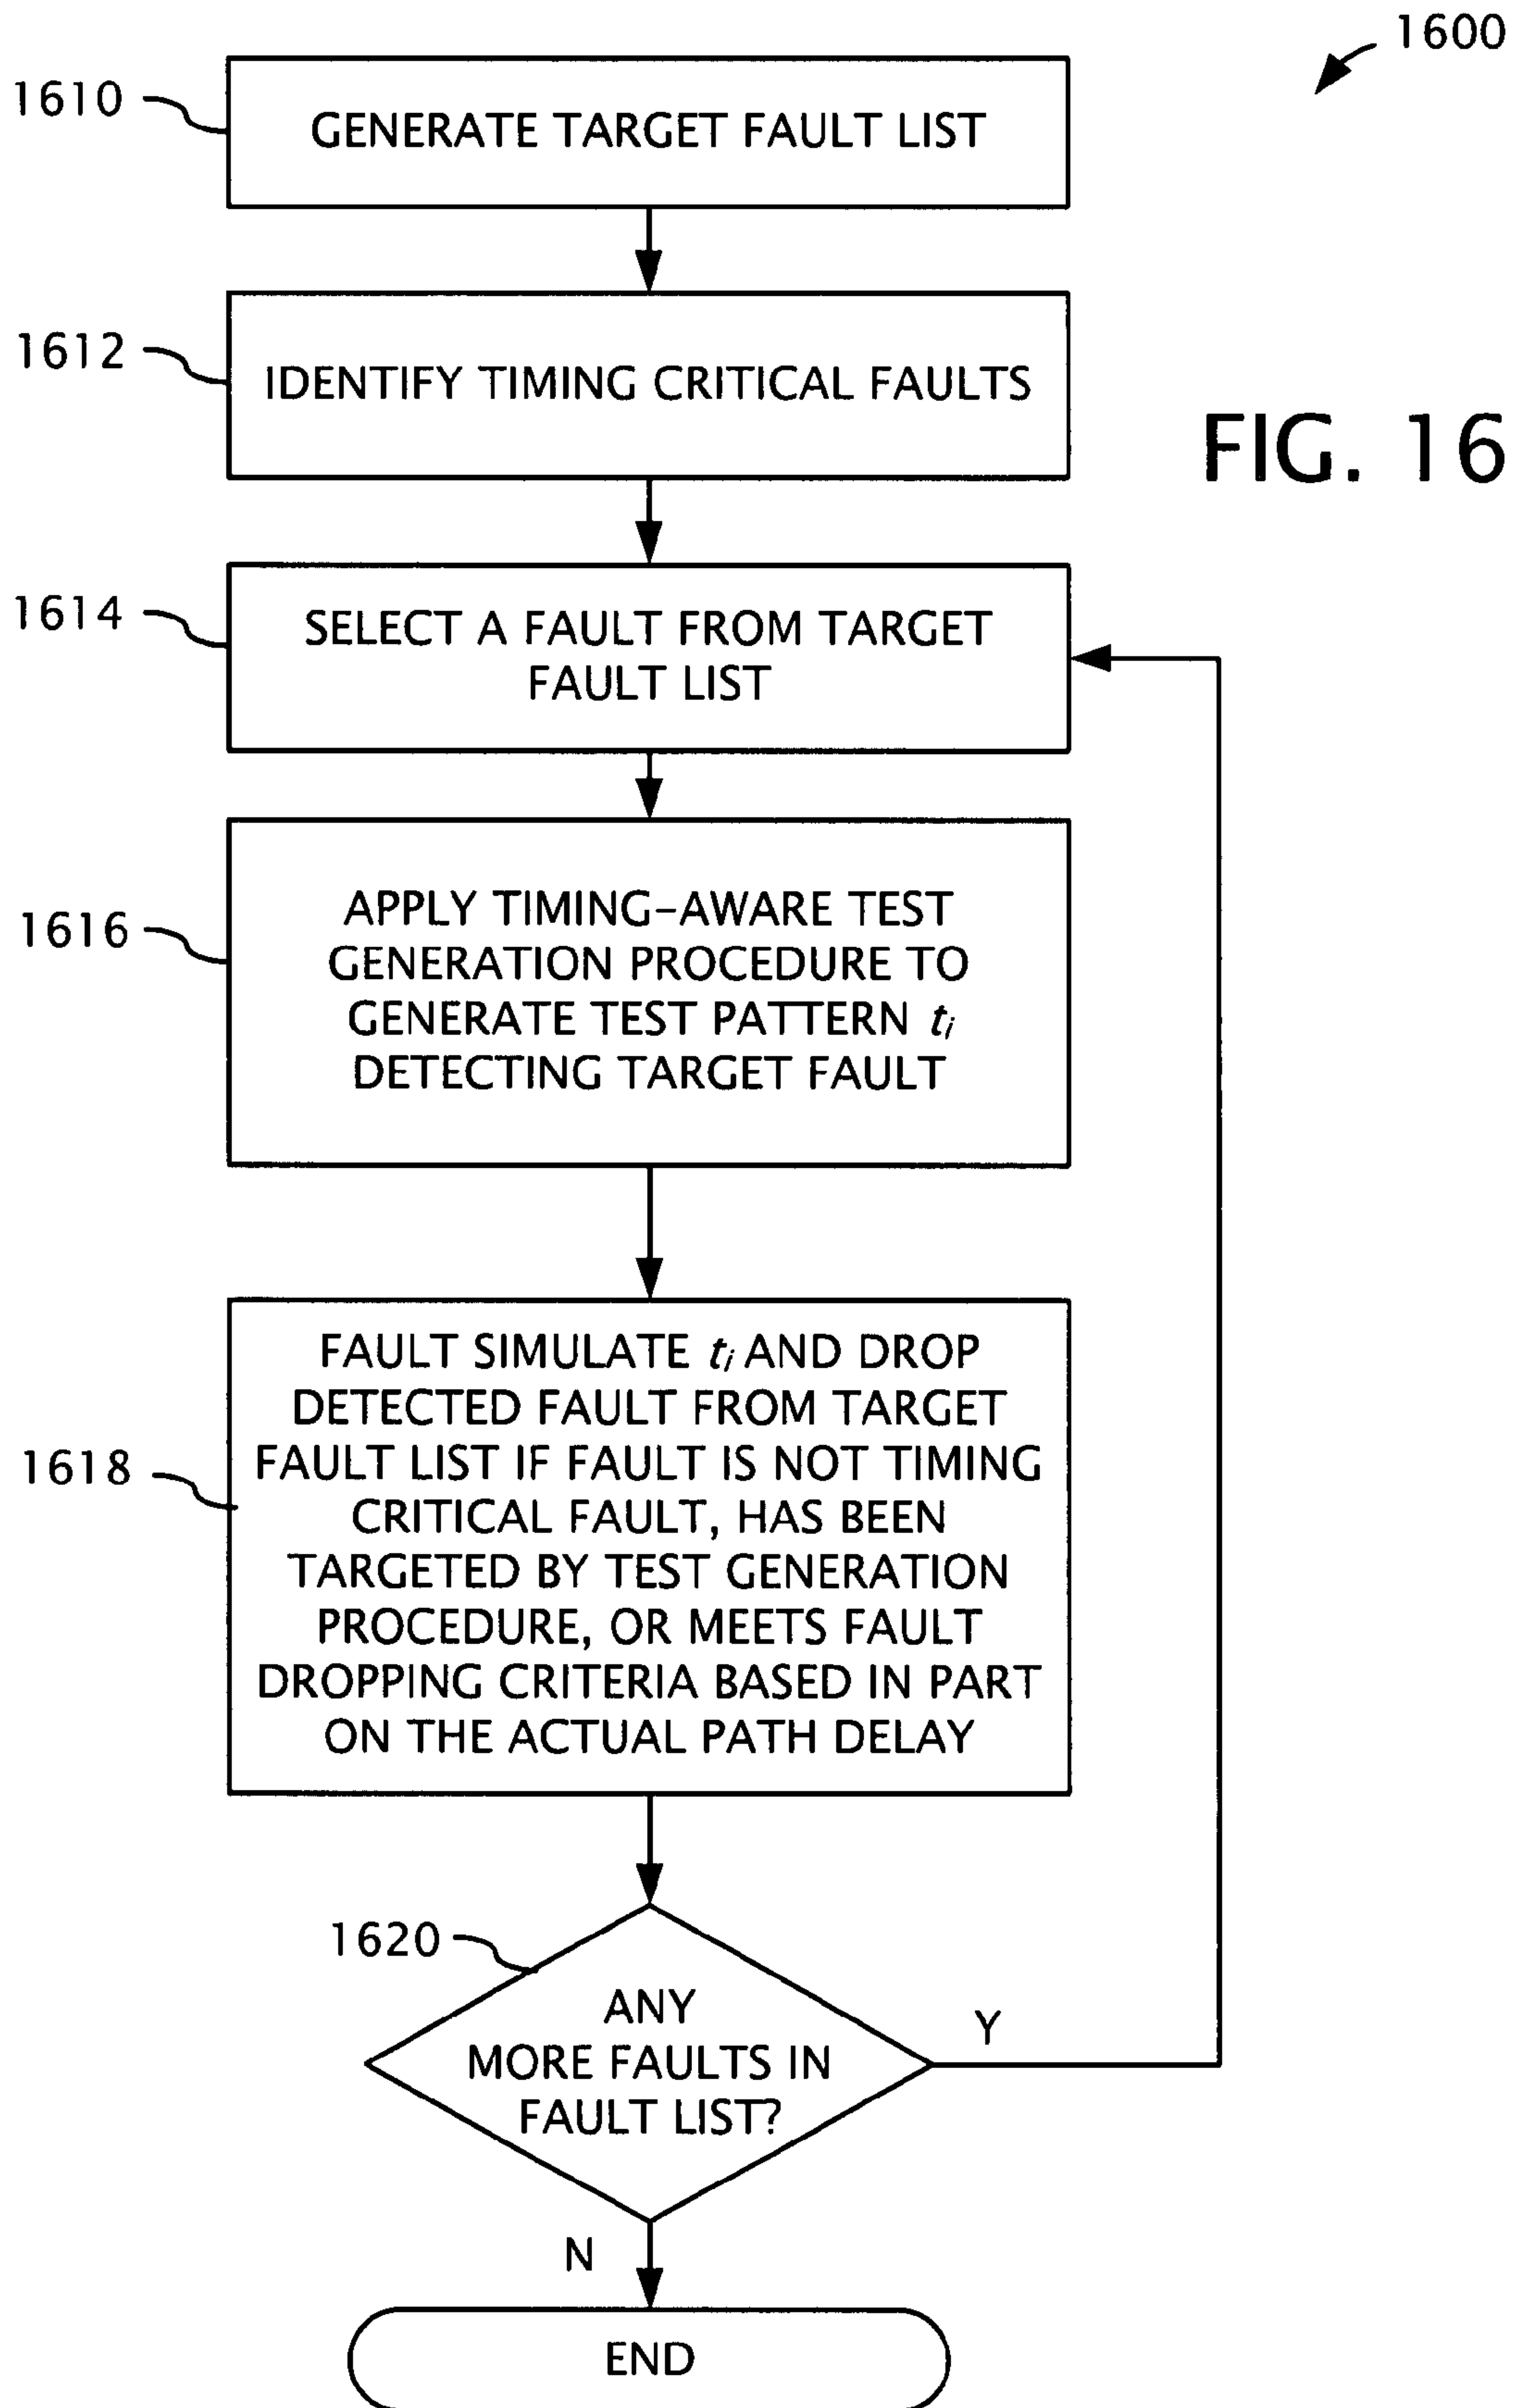 1600
1610
GENERATE TARGET FAULT LIST
1612
IDENTIFY TIMING CRITICAL FAULTS
FIG. 16
1614
SELECT A FAULT FROM TARGET
FAULT LIST
1616
APPLY TIMING-AWARE TEST
GENERATION PROCEDURE TO
GENERATE TEST PATTERN ti
DETECTING TARGET FAULT
1618
FAULT SIMULATE ti AND DROP
DETECTED FAULT FROM TARGET
FAULT LIST IF FAULT IS NOT TIMING
CRITICAL FAULT, HAS BEEN
TARGETED BY TEST GENERATION
PROCEDURE, OR MEETS FAULT
DROPPING CRITERIA BASED IN PART
ON THE ACTUAL PATH DELAY
1620
ANY
MORE FAULTS IN
FAULT LIST?
Y
N
END